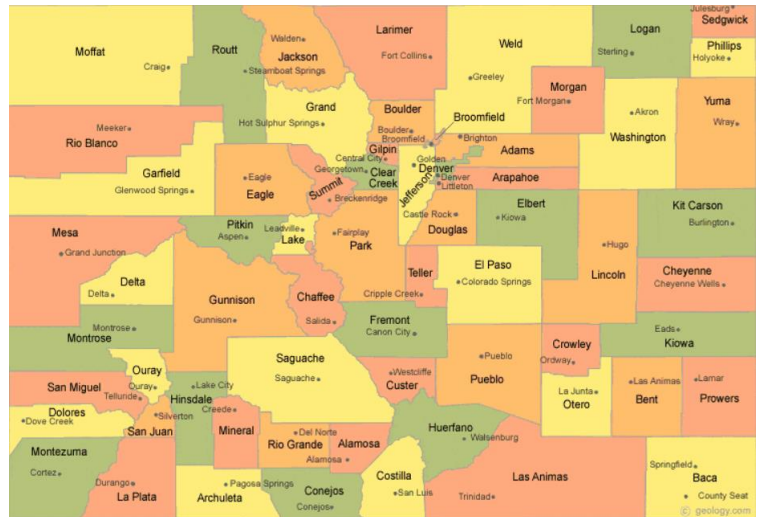 Julesburg
Sedgwick
Moffat
Craig
Routt
Steamboat Springs
Walden
Jackson
Larimer
Fort Collins
Weld
Greeley
Logan
Sterling
Phillips
Holyoke
Grand
Hot Sulphur Springs
Boulder
Boulder
Broomfield
Broomfield
Morgan
Fort Morgan
Akron
Washington
Yuma
Wray
Meeker
Rio Blanco
Garfield
Glenwood Springs
Eagle
Eagle
Summit
Breckenridge
Gilpin
Central City
Georgetown
Clear
Creek
Golden
Jefferson
Brighton
Adams
Denver
Denver
Littleton
Arapahoe
Castle Rock
Douglas
Elbert
Kiowa
Kit Carson
Burlington
Mesa
Grand Junction
Pitkin
Aspen
Leadville
Lake
Fairplay
Park
Hugo
Lincoln
Cheyenne
Cheyenne Wells
Delta
Delta
Gunnison
Gunnison
Chaffee
Salida
Teller
Cripple Creek
El Paso
Colorado Springs
Montrose
Montrose
Fremont
Canon City
Crowley
Ordway
Eads
Kiowa
Ouray
Ouray
San Miguel
Telluride
Lake City
Hinsdale
Creede
Saguache
Saguache
Westcliffe
Custer
Pueblo
Pueblo
La Junta
Otero
Las Animas
Bent
Lamar
Prowers
Dolores
Dove Creek
Silverton
San Juan
Mineral
Del Norte
Rio Grande
Alamosa
Alamosa
Huerfano
Walsenburg
Montezuma
Cortez
Durango
La Plata
Pagosa Springs
Archuleta
Conejos
Conejos
Costilla
San Luis
Las Animas
Trinidad
Springfield
Baca
County Seat
© geology.com